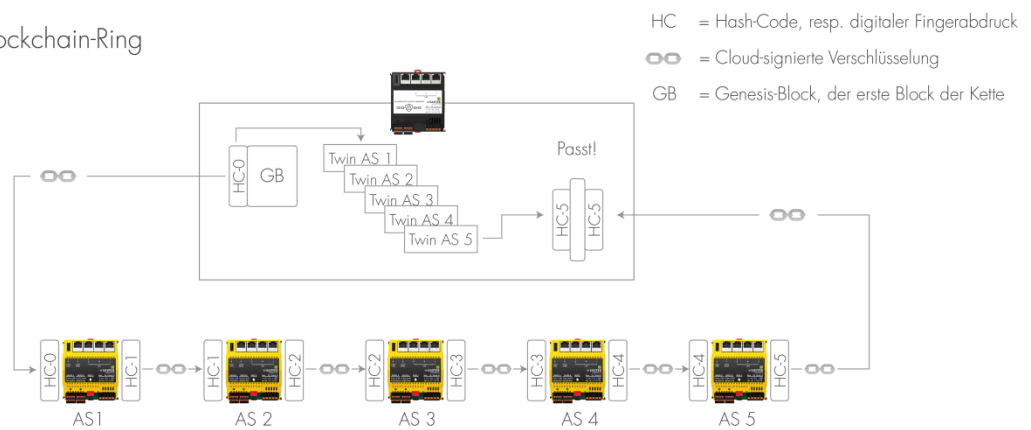 ockchain-Ring
HC = Hash-Code, resp. digitaler Fingerabdruck
= Cloud-signierte Verschlüsselung
GB = Genesis-Block, der erste Block der Kette
HC-0
GB
Twin AS 1
Twin AS 2
Twin AS 3
Twin AS 4
Twin AS 5
Passt!
HC-5
HC-5
HC-0
HC-1
HC-1
HC-2
HC-2
HC-3
HC-3
HC-4
HC-4
HC-5
AS1
AS 2
AS 3
AS 4
AS 5